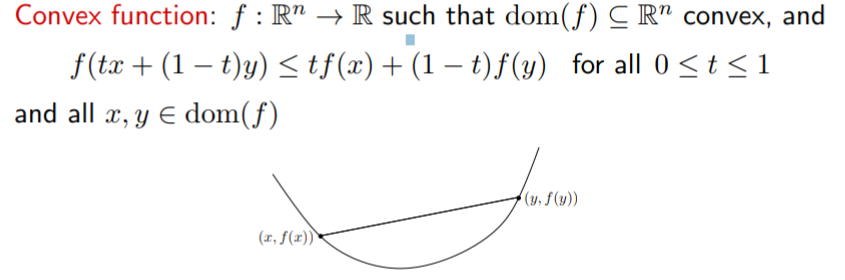 Convex function: f : ℝⁿ → ℝ such that dom(f) ⊆ ℝⁿ convex, and
f(tx + (1 − t)y) ≤ tf(x) + (1 − t)f(y) for all 0 ≤ t ≤ 1
and all x, y ∈ dom(f)
(y, f(y))
(x, f(x))